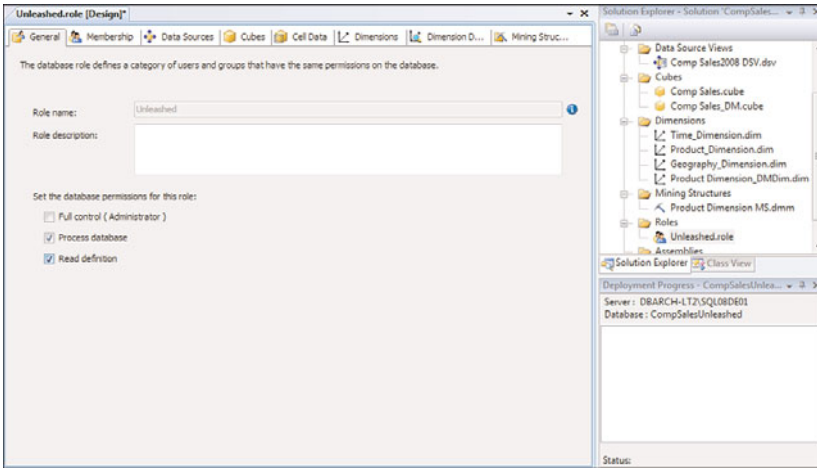 Unleashed.role [Design]*
General Membership Data Sources Cubes Cell Data Dimensions Dimension D... Mining Struc...
The database role defines a category of users and groups that have the same permissions on the database.
Role name: Unleashed
Role description:
Set the database permissions for this role:
Full control ( Administrator )
Process database
Read definition
Solution Explorer - Solution 'CompSales...
Data Source Views
Comp Sales2008 DSV.dsv
Cubes
Comp Sales.cube
Comp Sales_DM.cube
Dimensions
Time_Dimension.dim
Product_Dimension.dim
Geography_Dimension.dim
Product Dimension_DMDim.dim
Mining Structures
Product Dimension MS.dmm
Roles
Unleashed.role
Assemblies
Solution Explorer Class View
Deployment Progress - CompSalesUnlea...
Server : DBARCH-LT2\SQL08DE01
Database : CompSalesUnleashed
Status: